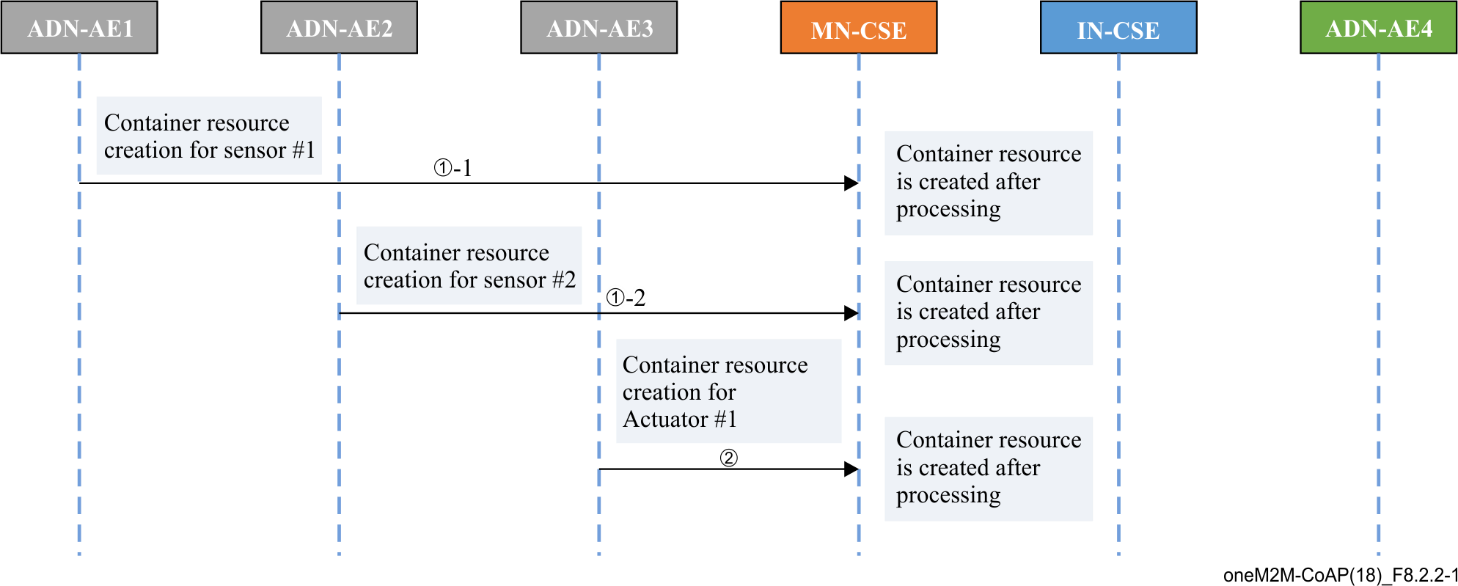 ADN-AE1
ADN-AE2
ADN-AE3
MN-CSE
IN-CSE
ADN-AE4
Container resource
creation for sensor #1
①-1
Container resource
is created after
processing
Container resource
creation for sensor #2
①-2
Container resource
is created after
processing
Container resource
creation for
Actuator #1
②
Container resource
is created after
processing
oneM2M-CoAP(18)_F8.2.2-1